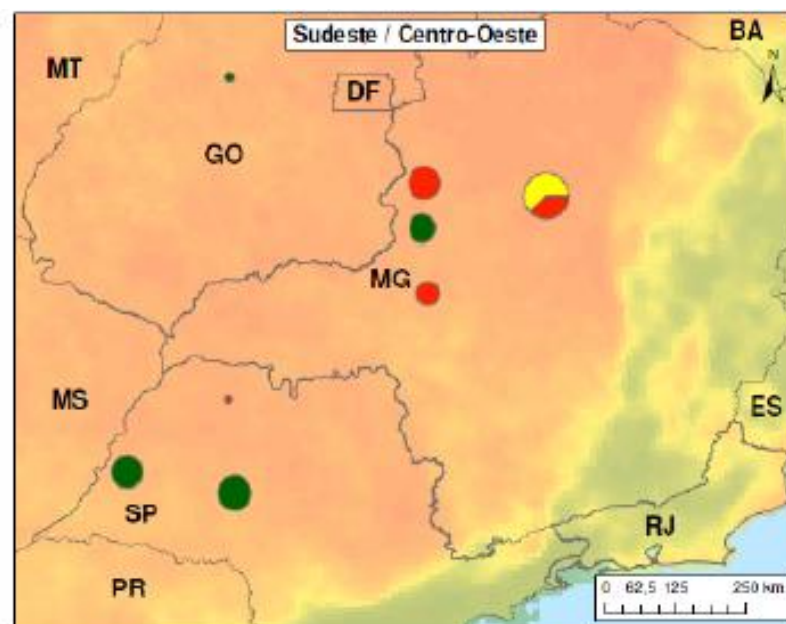 Sudeste / Centro-Oeste
BA
N
MT
DF
GO
MG
MS
ES
SP
RJ
PR
0 62,5 125 250 km